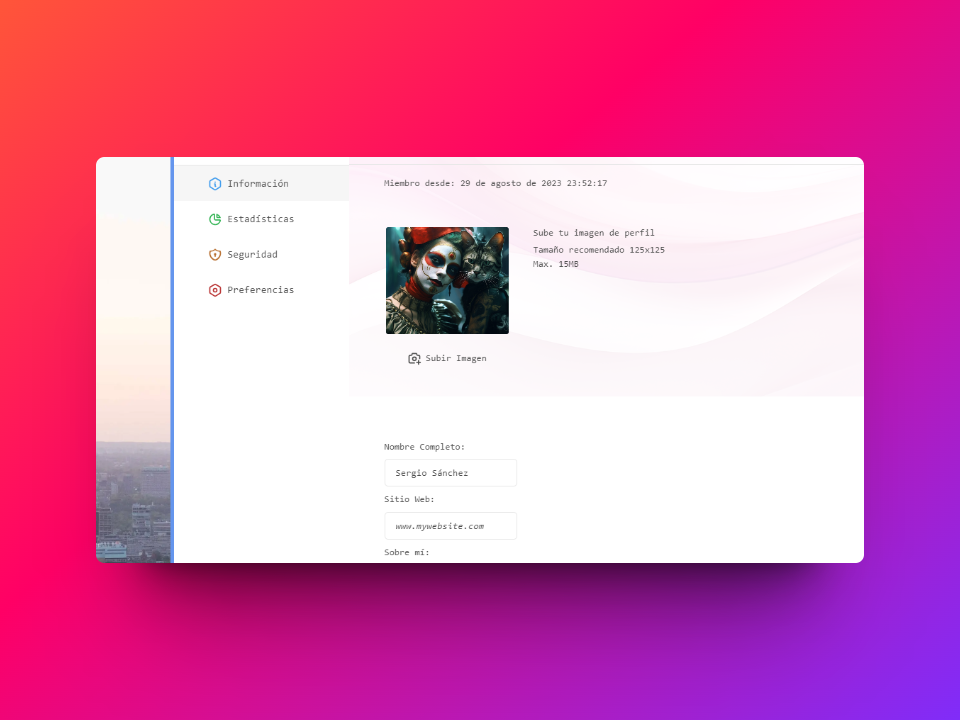 Información
Estadísticas
Seguridad
Preferencias
Miembro desde: 29 de agosto de 2023 23:52:17
Sube tu imagen de perfil
Tamaño recomendado 125x125
Max. 15MB
Subir Imagen
Nombre Completo:
Sergio Sánchez
Sitio Web:
www.mywebsite.com
Sobre mí: